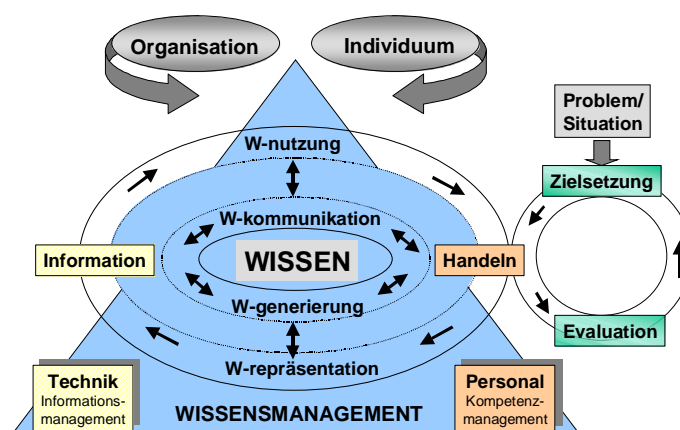 Organisation
Individuum
Problem/
Situation
W-nutzung
Zielsetzung
W-kommunikation
Information
WISSEN
Handeln
W-generierung
Evaluation
W-repräsentation
Technik
Informations-
management
Personal
Kompetenz-
management
WISSENSMANAGEMENT